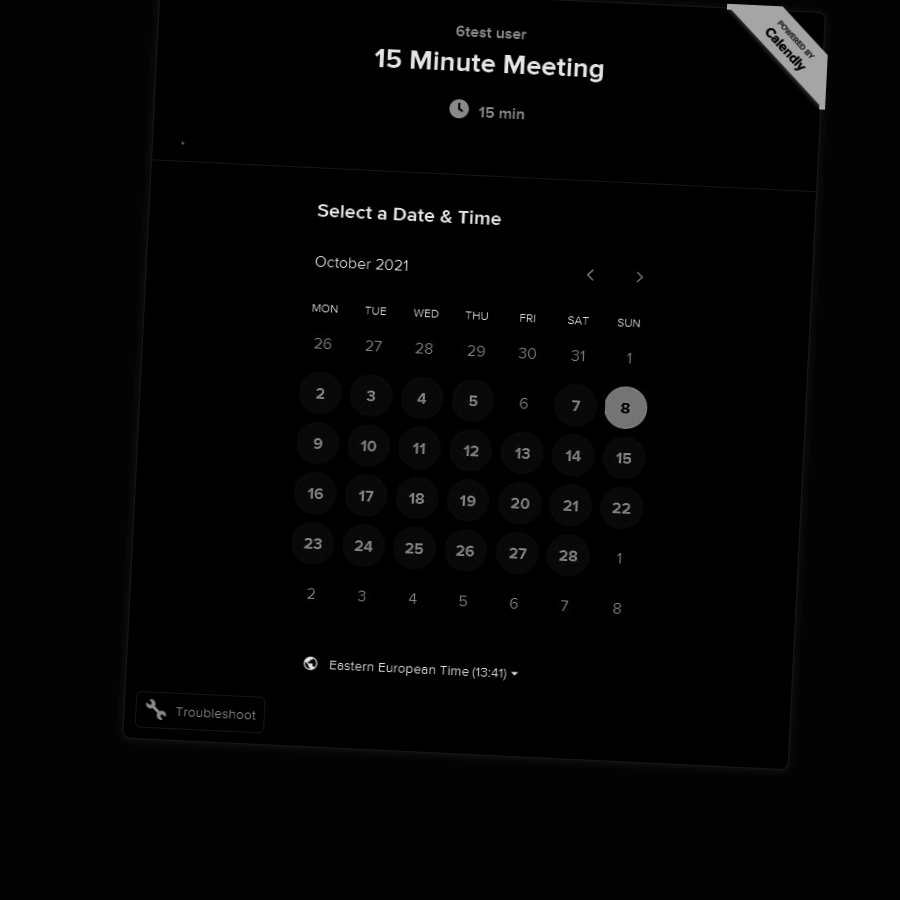 6test user
15 Minute Meeting
15 min
POWERED BY
Calendly
Select a Date & Time
October 2021
MON TUE WED THU FRI SAT SUN
26 27 28 29 30 31 1
2 3 4 5 6 7 8
9 10 11 12 13 14 15
16 17 18 19 20 21 22
23 24 25 26 27 28 1
2 3 4 5 6 7 8
Eastern European Time (13:41)
Troubleshoot